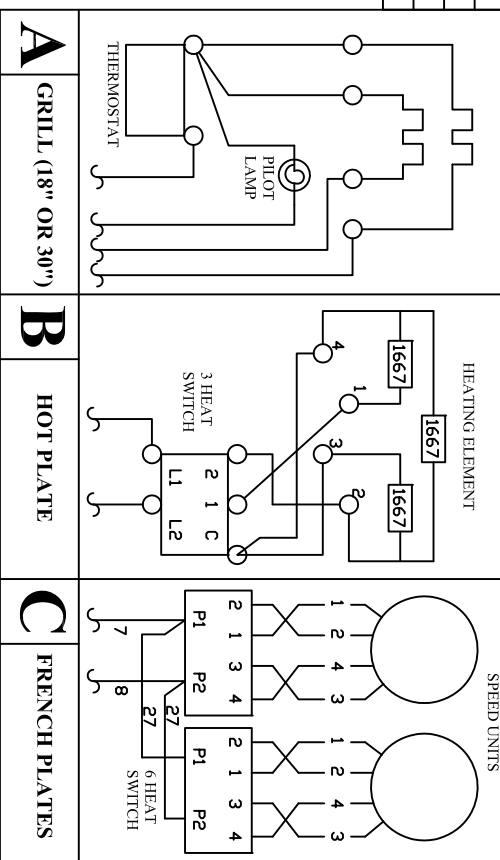 A
GRILL (18" OR 30")
THERMOSTAT
PILOT
LAMP
B
HOT PLATE
HEATING ELEMENT
1667
1667
1667
4
1
3
2
3 HEAT
SWITCH
2 1 C
L1 L2
C
FRENCH PLATES
SPEED UNITS
1 2 4 3
1 2 4 3
2 1 3 4
2 1 3 4
P1 P2
P1 P2
7
8
27
27
6 HEAT
SWITCH